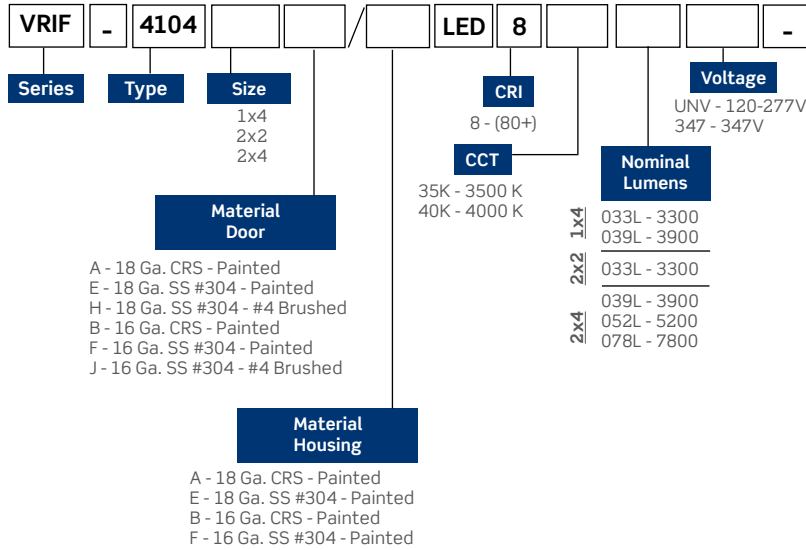 VRIF - 4104 / LED 8 -
Series
Type
Size
1x4
2x2
2x4
Material
Door
A - 18 Ga. CRS - Painted
E - 18 Ga. SS #304 - Painted
H - 18 Ga. SS #304 - #4 Brushed
B - 16 Ga. CRS - Painted
F - 16 Ga. SS #304 - Painted
J - 16 Ga. SS #304 - #4 Brushed
Material
Housing
A - 18 Ga. CRS - Painted
E - 18 Ga. SS #304 - Painted
B - 16 Ga. CRS - Painted
F - 16 Ga. SS #304 - Painted
CRI
8 - (80+)
CCT
35K - 3500 K
40K - 4000 K
Nominal
Lumens
1x4
033L - 3300
039L - 3900
2x2
033L - 3300
2x4
039L - 3900
052L - 5200
078L - 7800
Voltage
UNV - 120-277V
347 - 347V